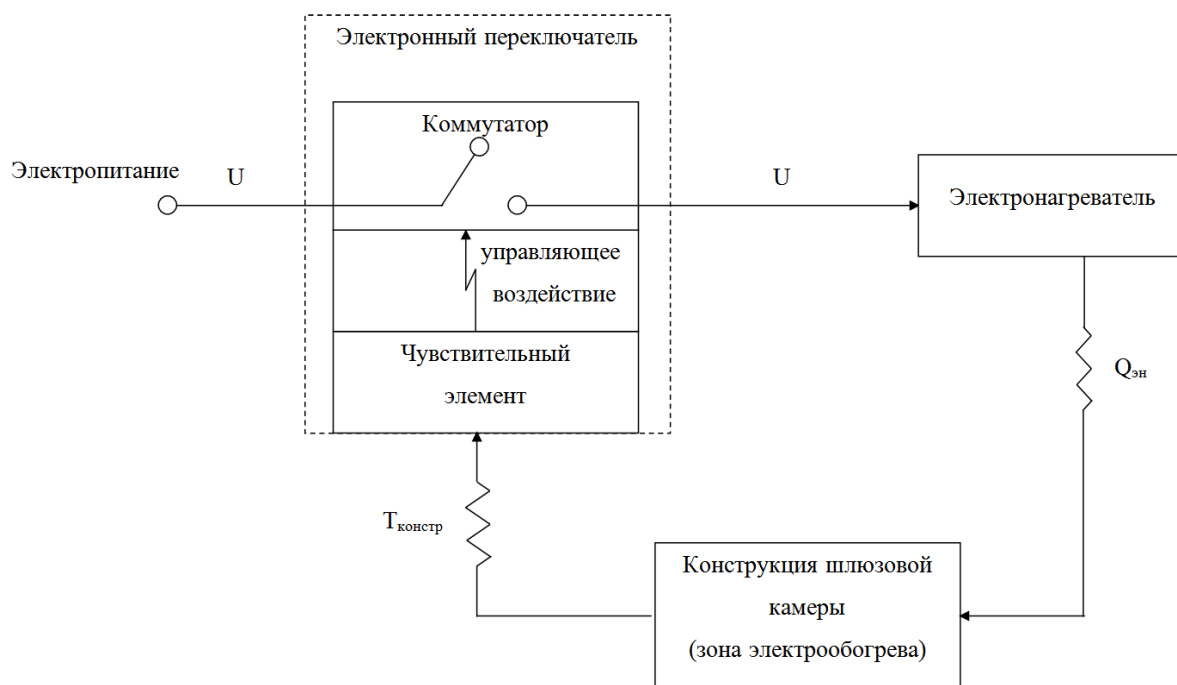 Электронный переключатель
Коммутатор
Электропитание
U
U
Электронагреватель
управляющее
воздействие
Чувствительный
элемент
Qэн
Tконстр
Конструкция шлюзовой
камеры
(зона электрообогрева)